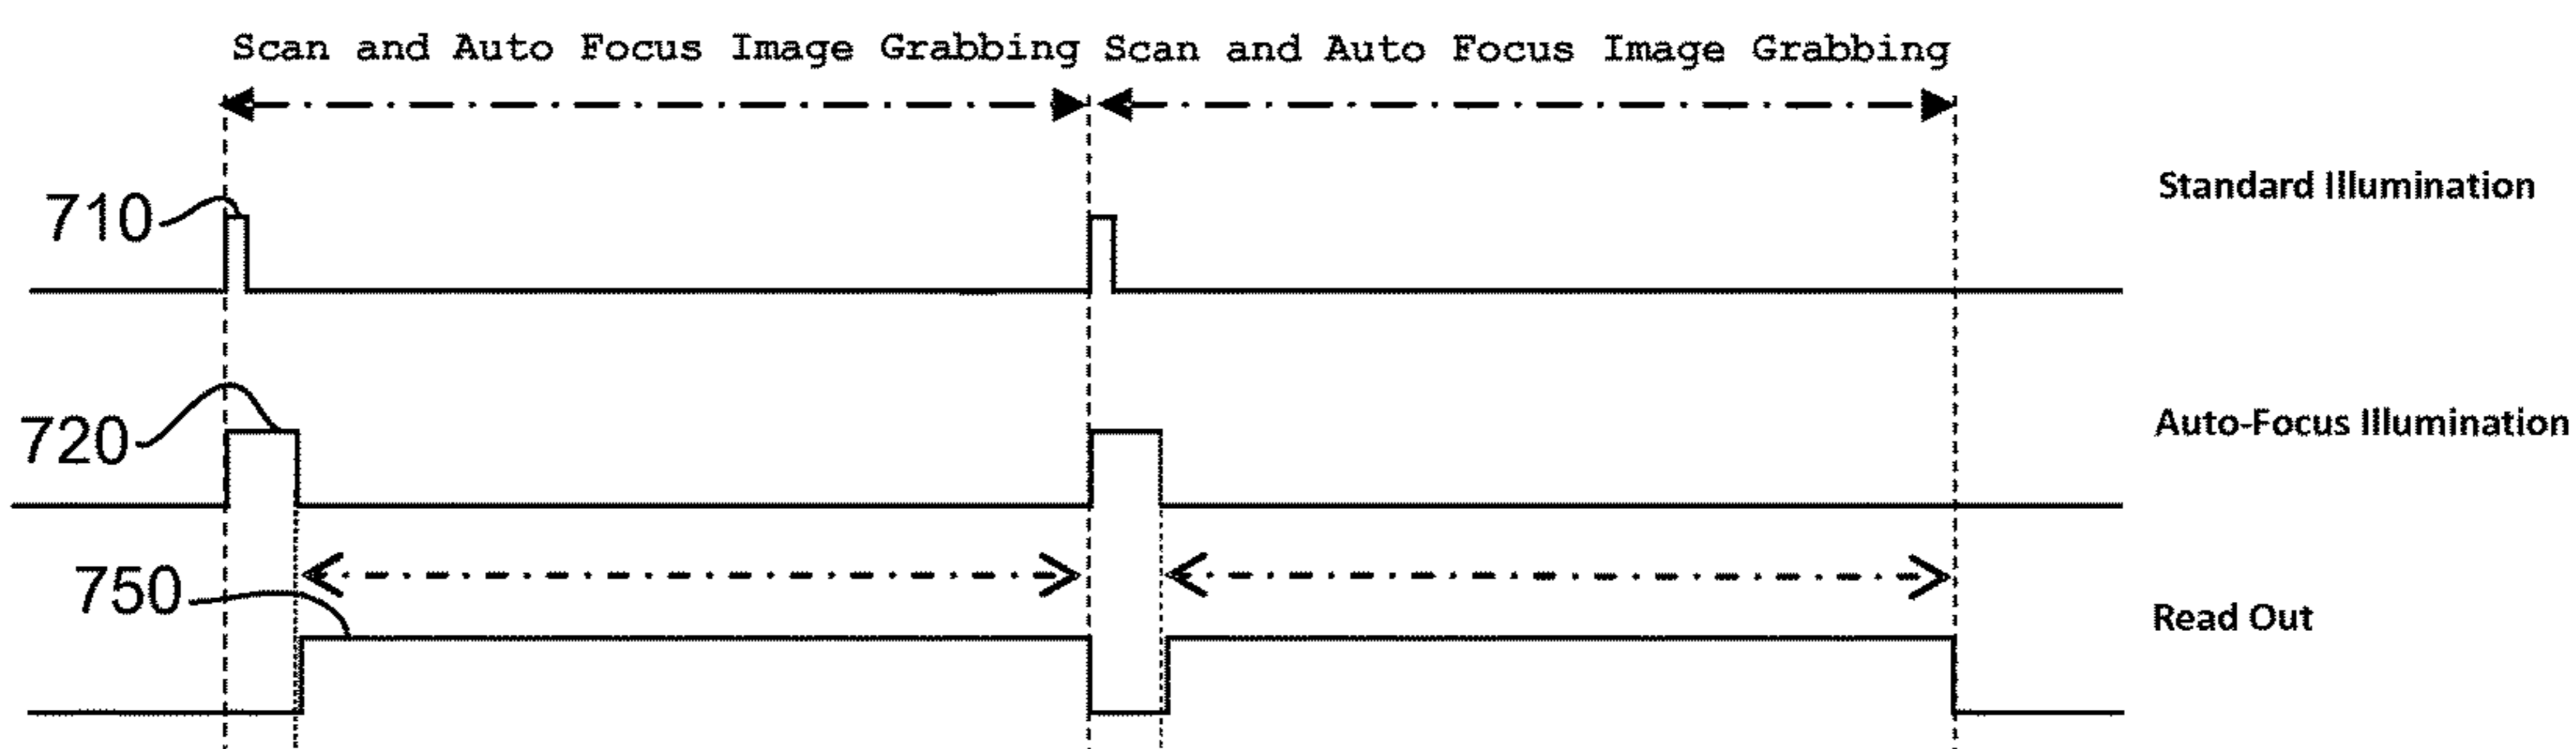 Scan and Auto Focus Image Grabbing Scan and Auto Focus Image Grabbing
710
Standard Illumination
720
Auto-Focus Illumination
750
Read Out